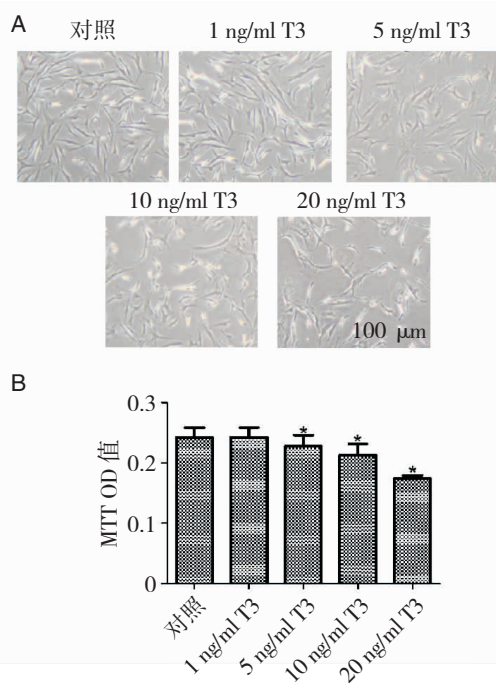 A
对照 1 ng/ml T3 5 ng/ml T3
10 ng/ml T3 20 ng/ml T3
100 μm
B
0.3
0.2
0.1
0
MTT OD 值
* * *
对照 1 ng/ml T3 5 ng/ml T3 10 ng/ml T3 20 ng/ml T3